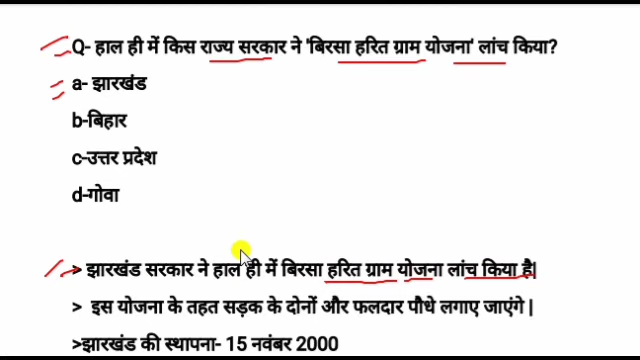 Q- हाल ही में किस राज्य सरकार ने 'बिरसा हरित ग्राम योजना' लांच किया?
a- झारखंड
b-बिहार
c-उत्तर प्रदेश
d-गोवा
> झारखंड सरकार ने हाल ही में बिरसा हरित ग्राम योजना लांच किया है|
> इस योजना के तहत सड़क के दोनों और फलदार पौधे लगाए जाएंगे |
>झारखंड की स्थापना- 15 नवंबर 2000